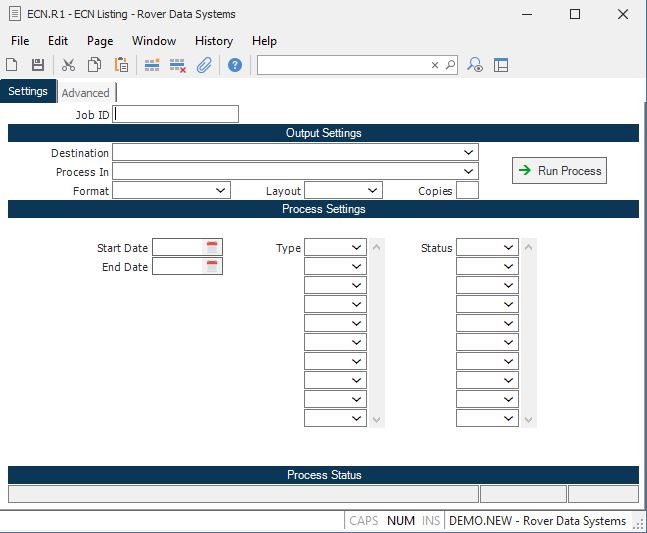 ECN.R1 - ECN Listing - Rover Data Systems
File Edit Page Window History Help
Settings Advanced
Job ID
Output Settings
Destination
Process In
Run Process
Format Layout Copies
Process Settings
Start Date Type Status
End Date
Process Status
CAPS NUM INS DEMO.NEW - Rover Data Systems